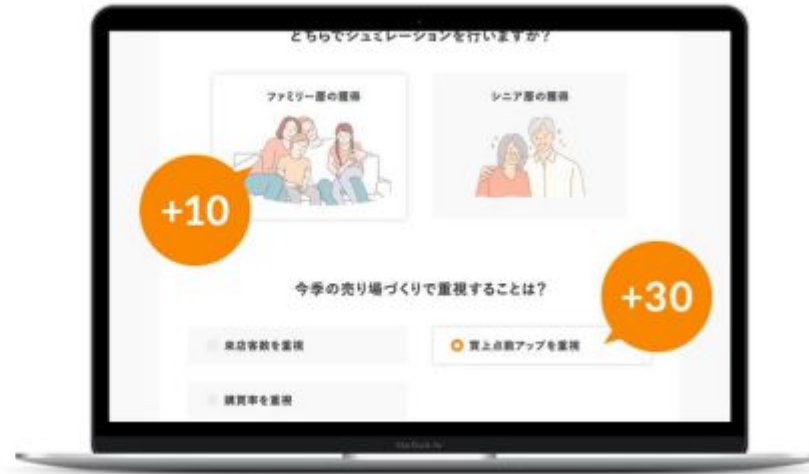 どちらでシュミレーションを行いますか？
ファミリー層の獲得
シニア層の獲得
+10
今季の売り場づくりで重視することは？
+30
来店客数を重視
買上点数アップを重視
購買率を重視
MacBook Air